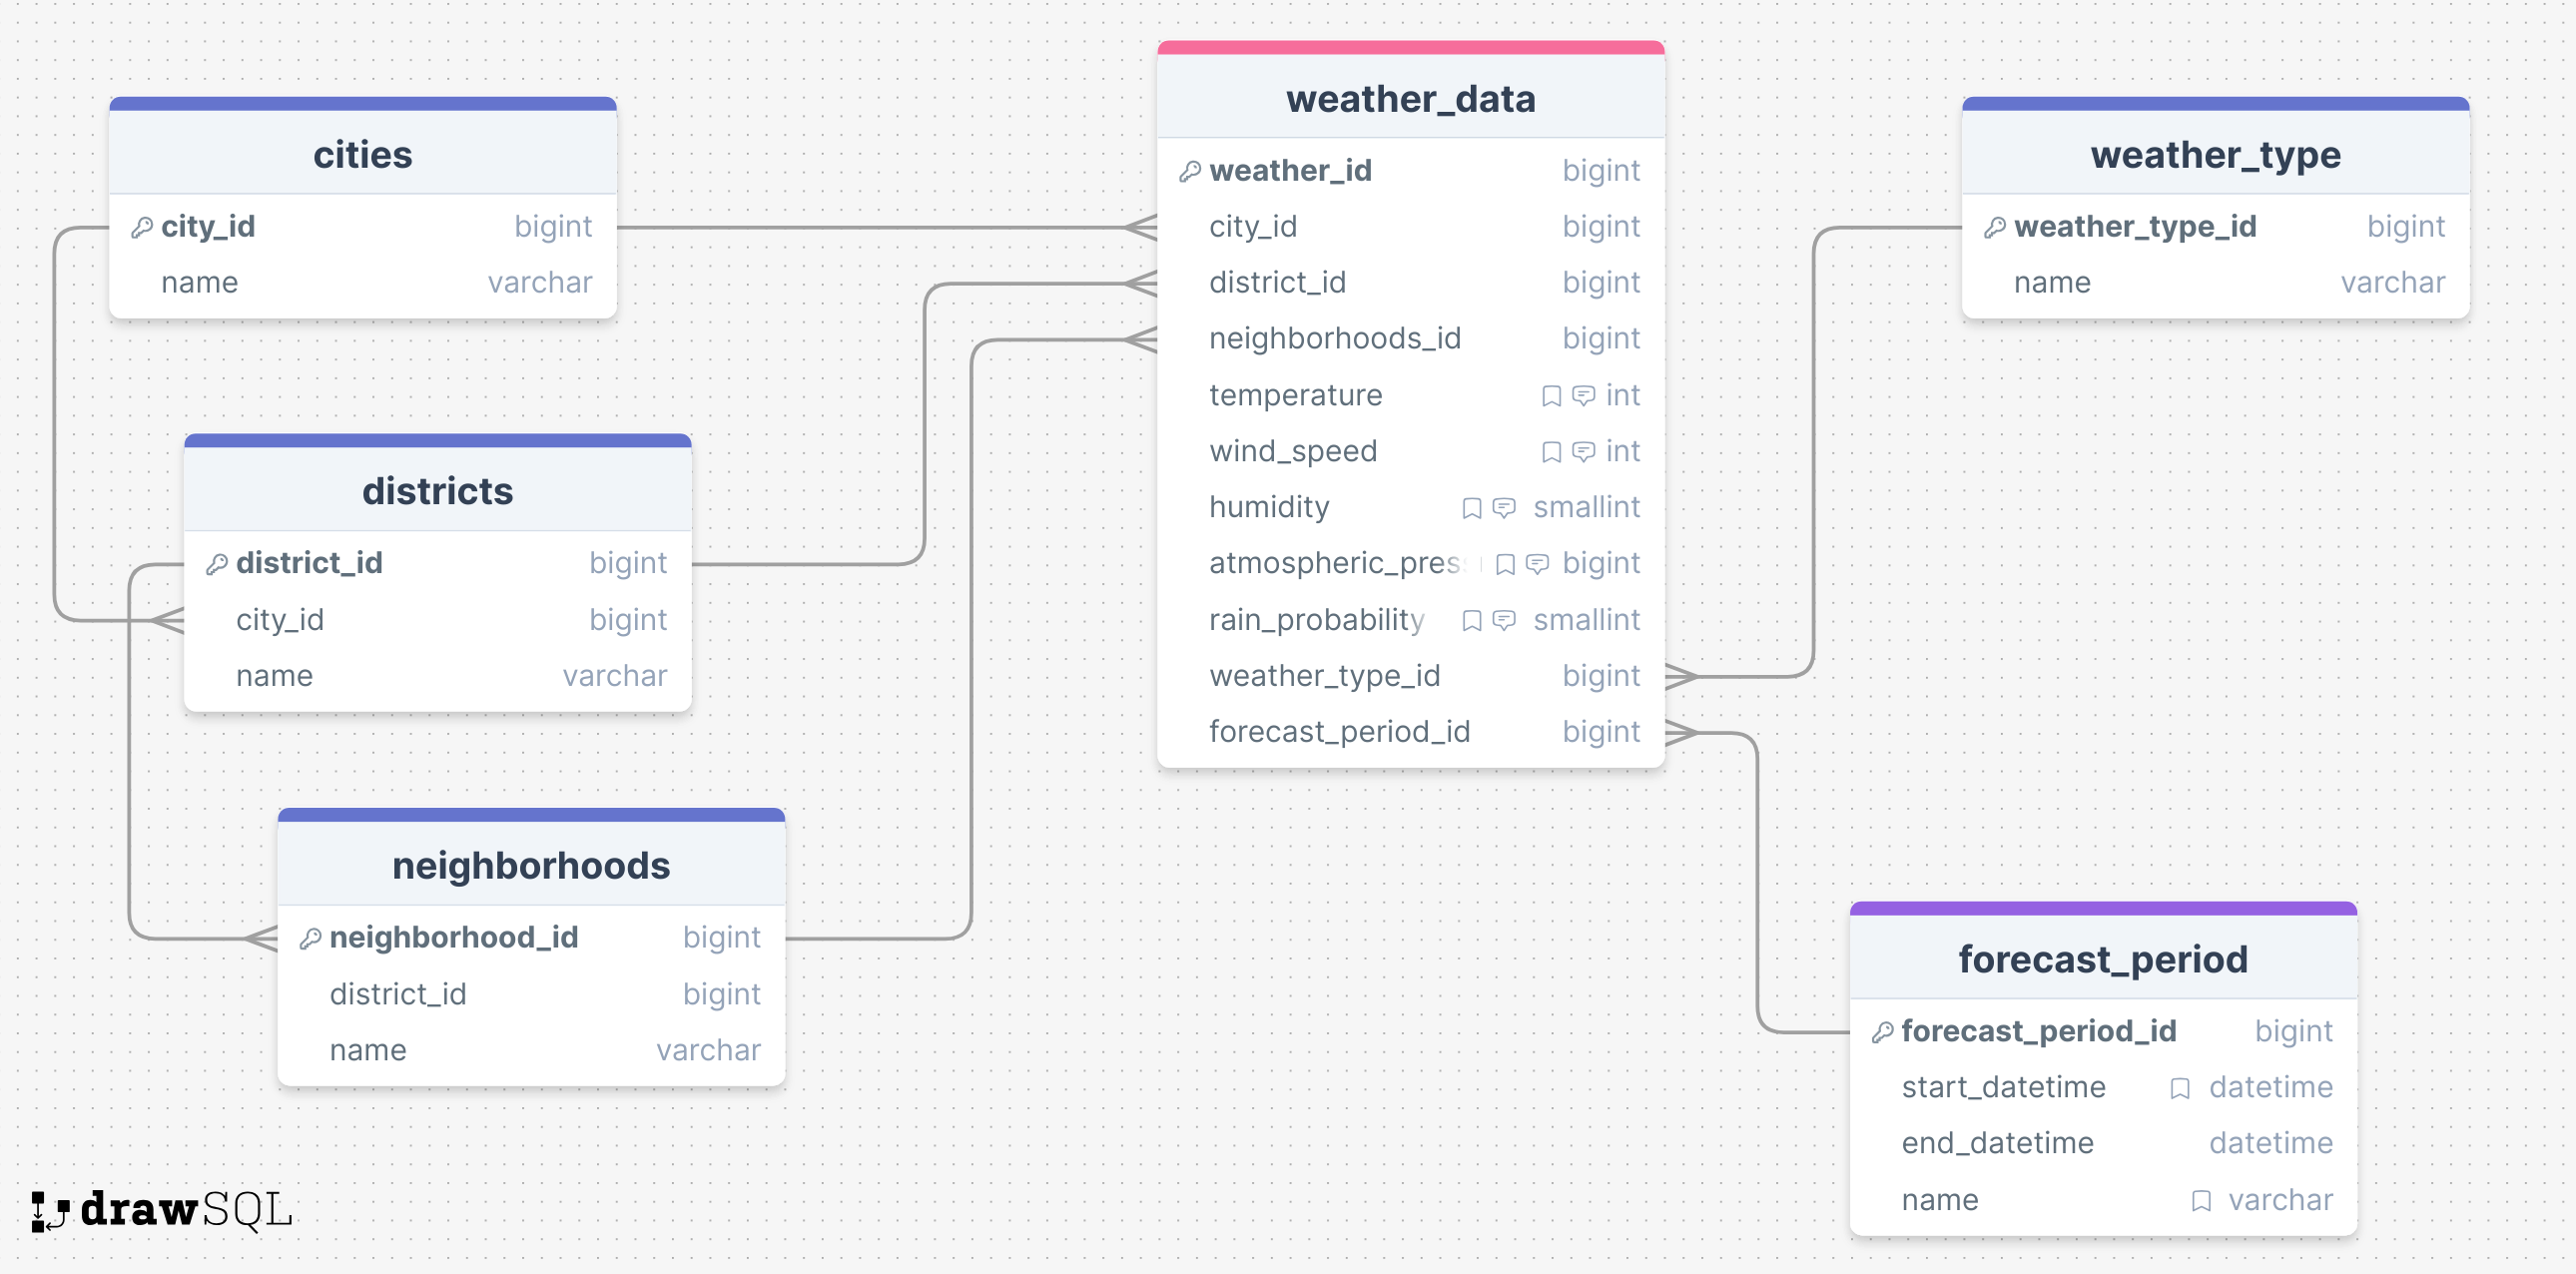 cities
city_id bigint
name varchar
districts
district_id bigint
city_id bigint
name varchar
neighborhoods
neighborhood_id bigint
district_id bigint
name varchar
weather_data
weather_id bigint
city_id bigint
district_id bigint
neighborhoods_id bigint
temperature int
wind_speed int
humidity smallint
atmospheric_press bigint
rain_probability smallint
weather_type_id bigint
forecast_period_id bigint
weather_type
weather_type_id bigint
name varchar
forecast_period
forecast_period_id bigint
start_datetime datetime
end_datetime datetime
name varchar
drawSQL